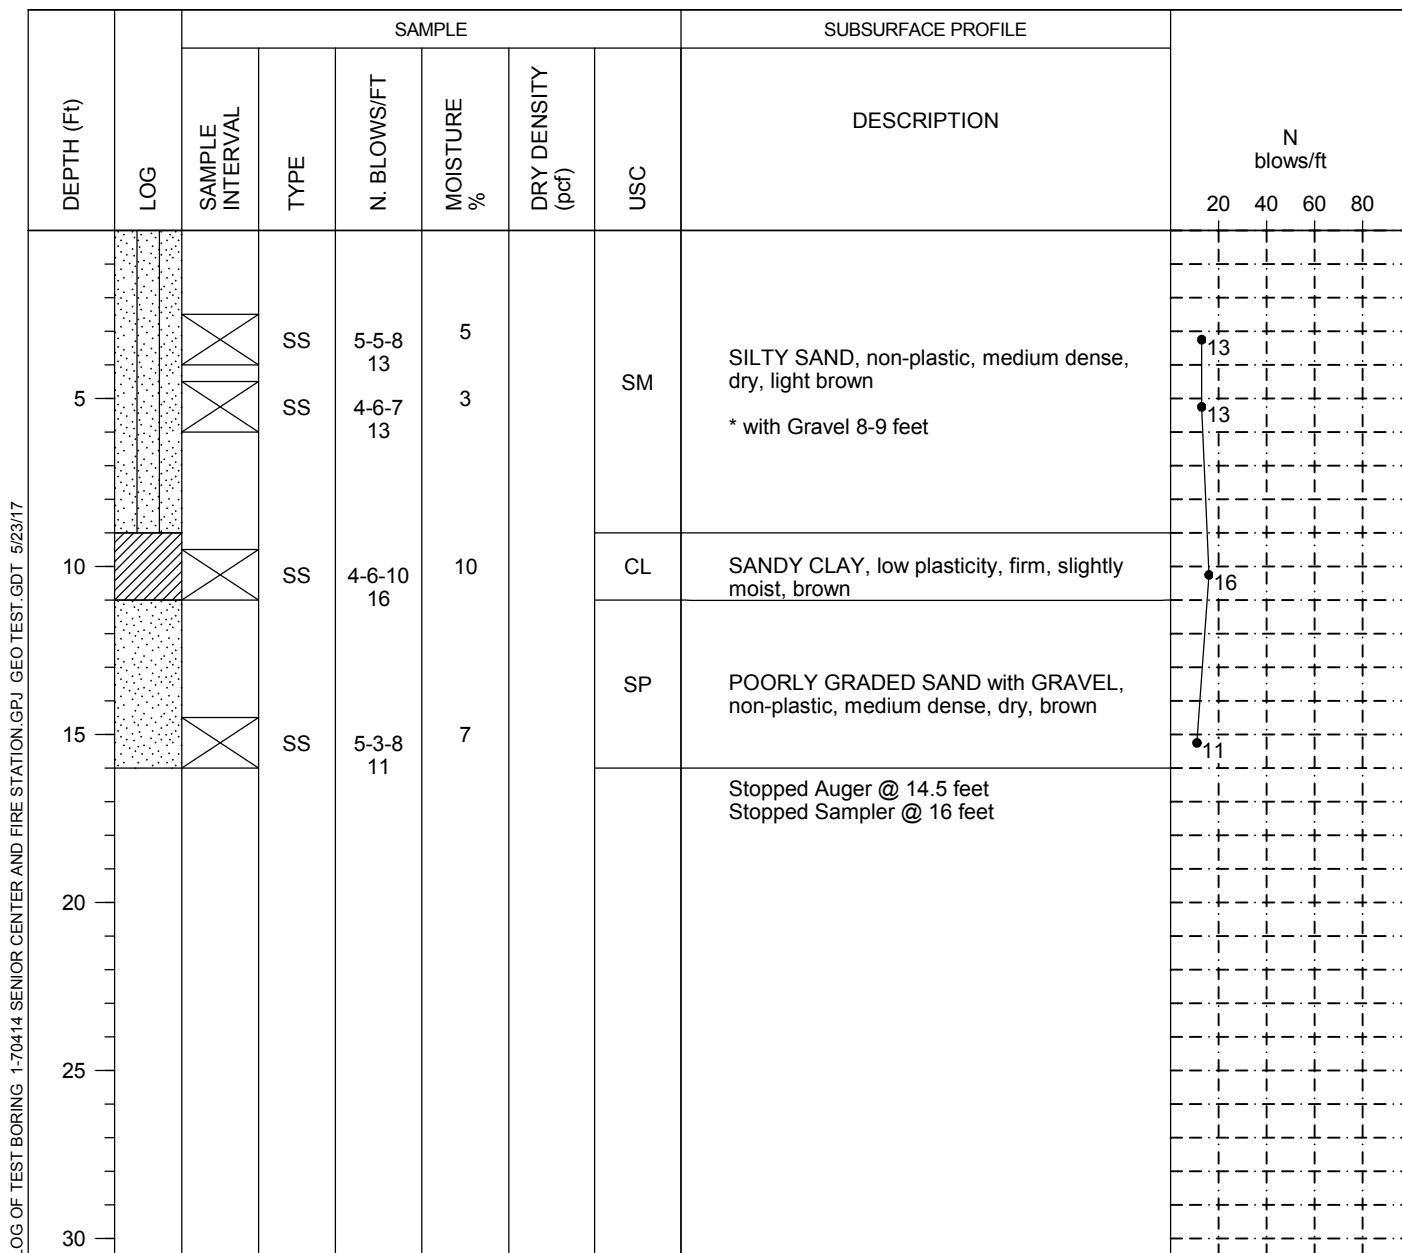 SAMPLE
SUBSURFACE PROFILE
DEPTH (Ft)
LOG
SAMPLE
INTERVAL
TYPE
N. BLOWS/FT
MOISTURE
%
DRY DENSITY
(pcf)
USC
DESCRIPTION
N
blows/ft
20 40 60 80
SS 5-5-8 5
13
13
SILTY SAND, non-plastic, medium dense,
dry, light brown
SM
5 SS 4-6-7 3
13
13
* with Gravel 8-9 feet
10 SS 4-6-10 10 CL SANDY CLAY, low plasticity, firm, slightly
16 moist, brown
16
SP POORLY GRADED SAND with GRAVEL,
non-plastic, medium dense, dry, brown
15 SS 5-3-8 7
11
11
Stopped Auger @ 14.5 feet
Stopped Sampler @ 16 feet
20
25
30
LOG OF TEST BORING 1-70414 SENIOR CENTER AND FIRE STATION.GPJ GEO TEST.GDT 5/23/17